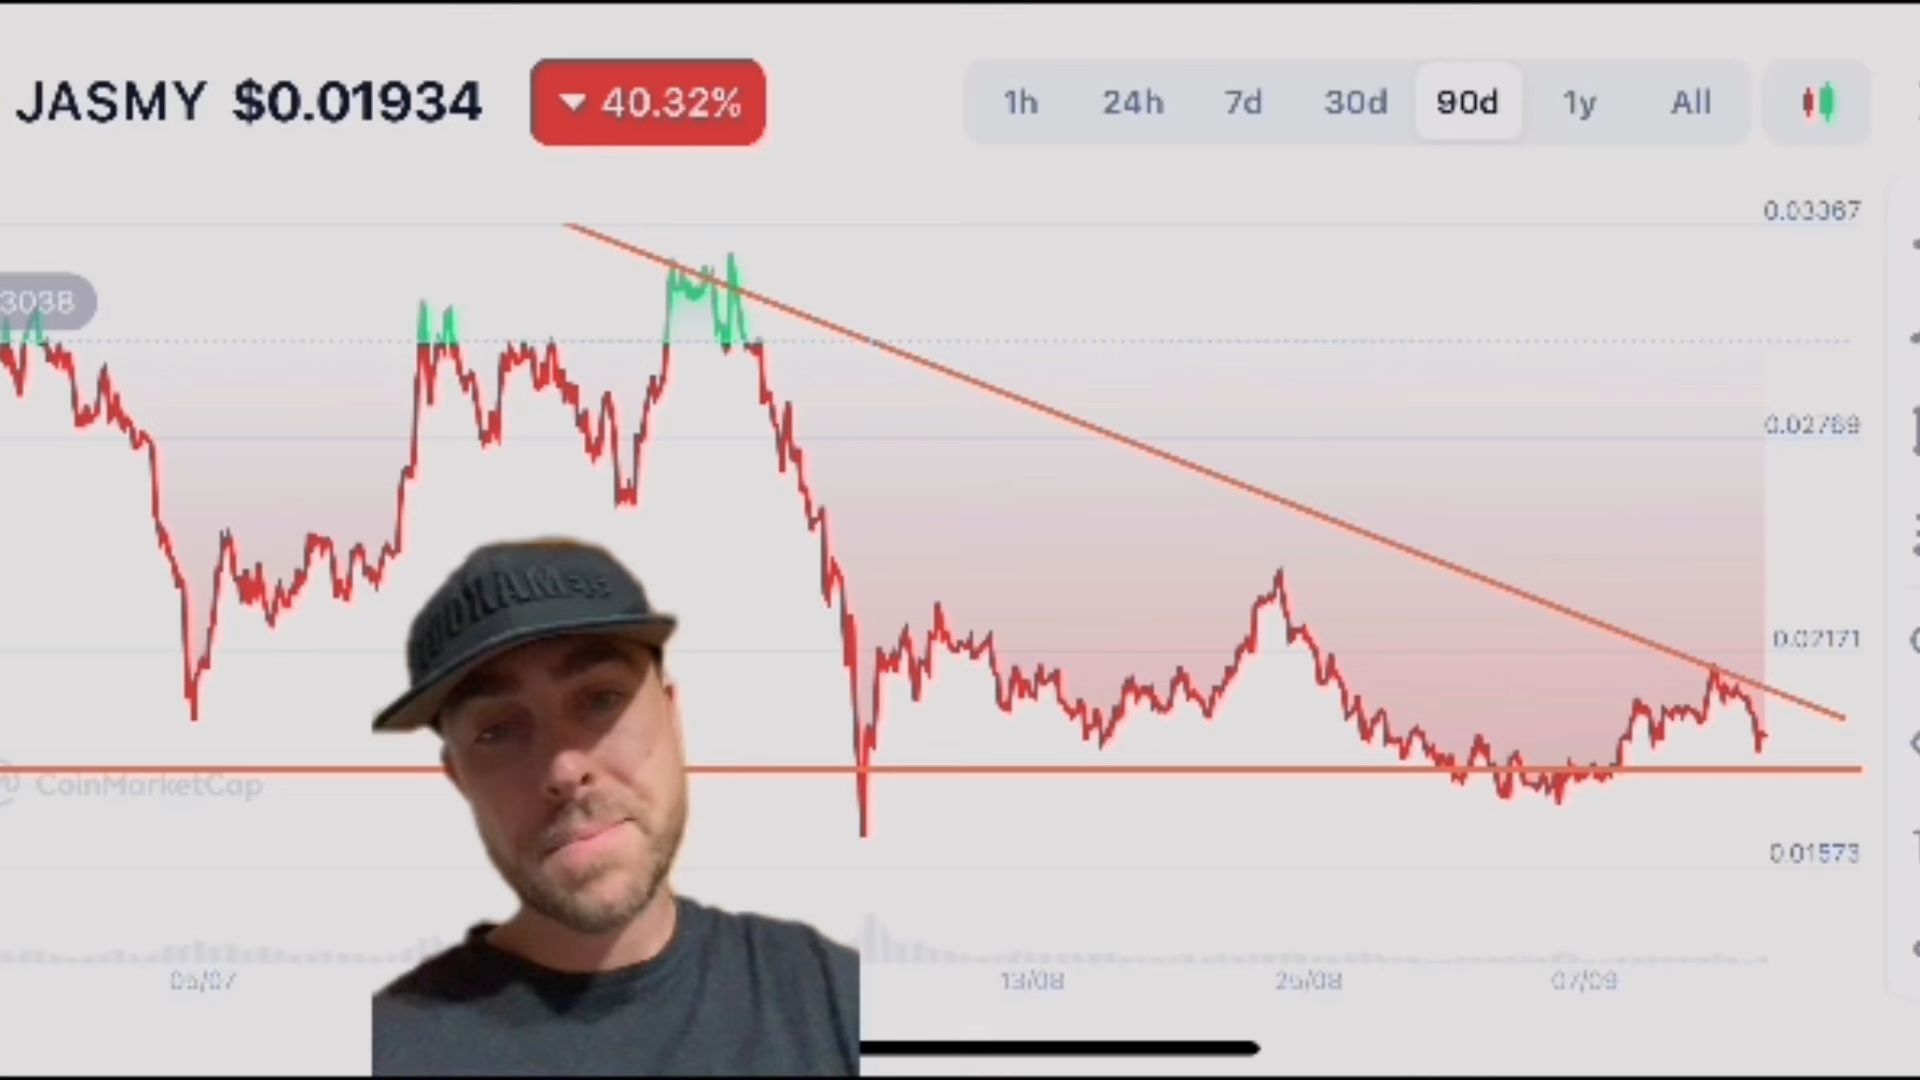 JASMY $0.01934 40.32% 1h 24h 7d 30d 90d 1y All
0.03367
3038
0.02769
0.02171
CoinMarketCap
0.01573
05/07 13/08 25/08 07/09